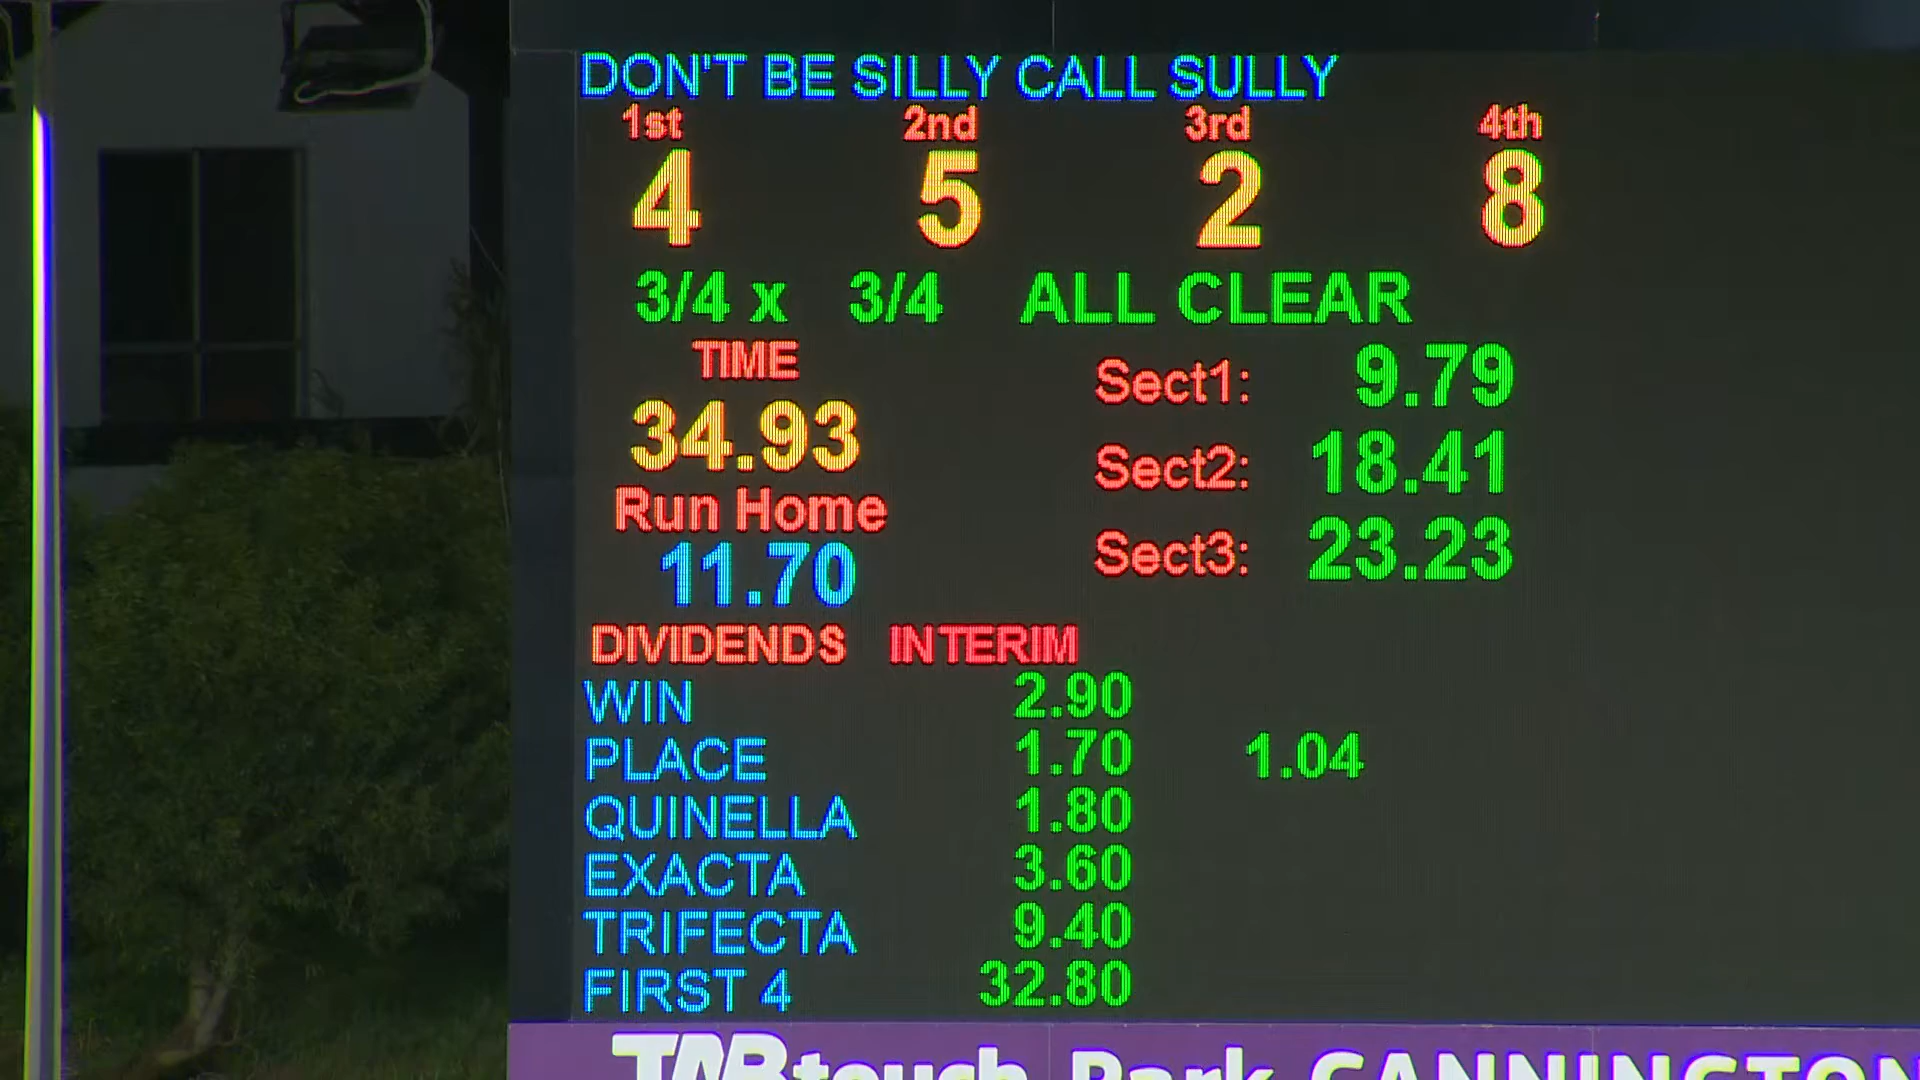 DON'T BE SILLY CALL SULLY
1st 2nd 3rd 4th
4 5 2 8
3/4 x 3/4 ALL CLEAR
TIME
34.93
Run Home
11.70
Sect1: 9.79
Sect2: 18.41
Sect3: 23.23
DIVIDENDS INTERIM
WIN 2.90
PLACE 1.70 1.04
QUINELLA 1.80
EXACTA 3.60
TRIFECTA 9.40
FIRST 4 32.80
TABtouch Park CANNINGTON